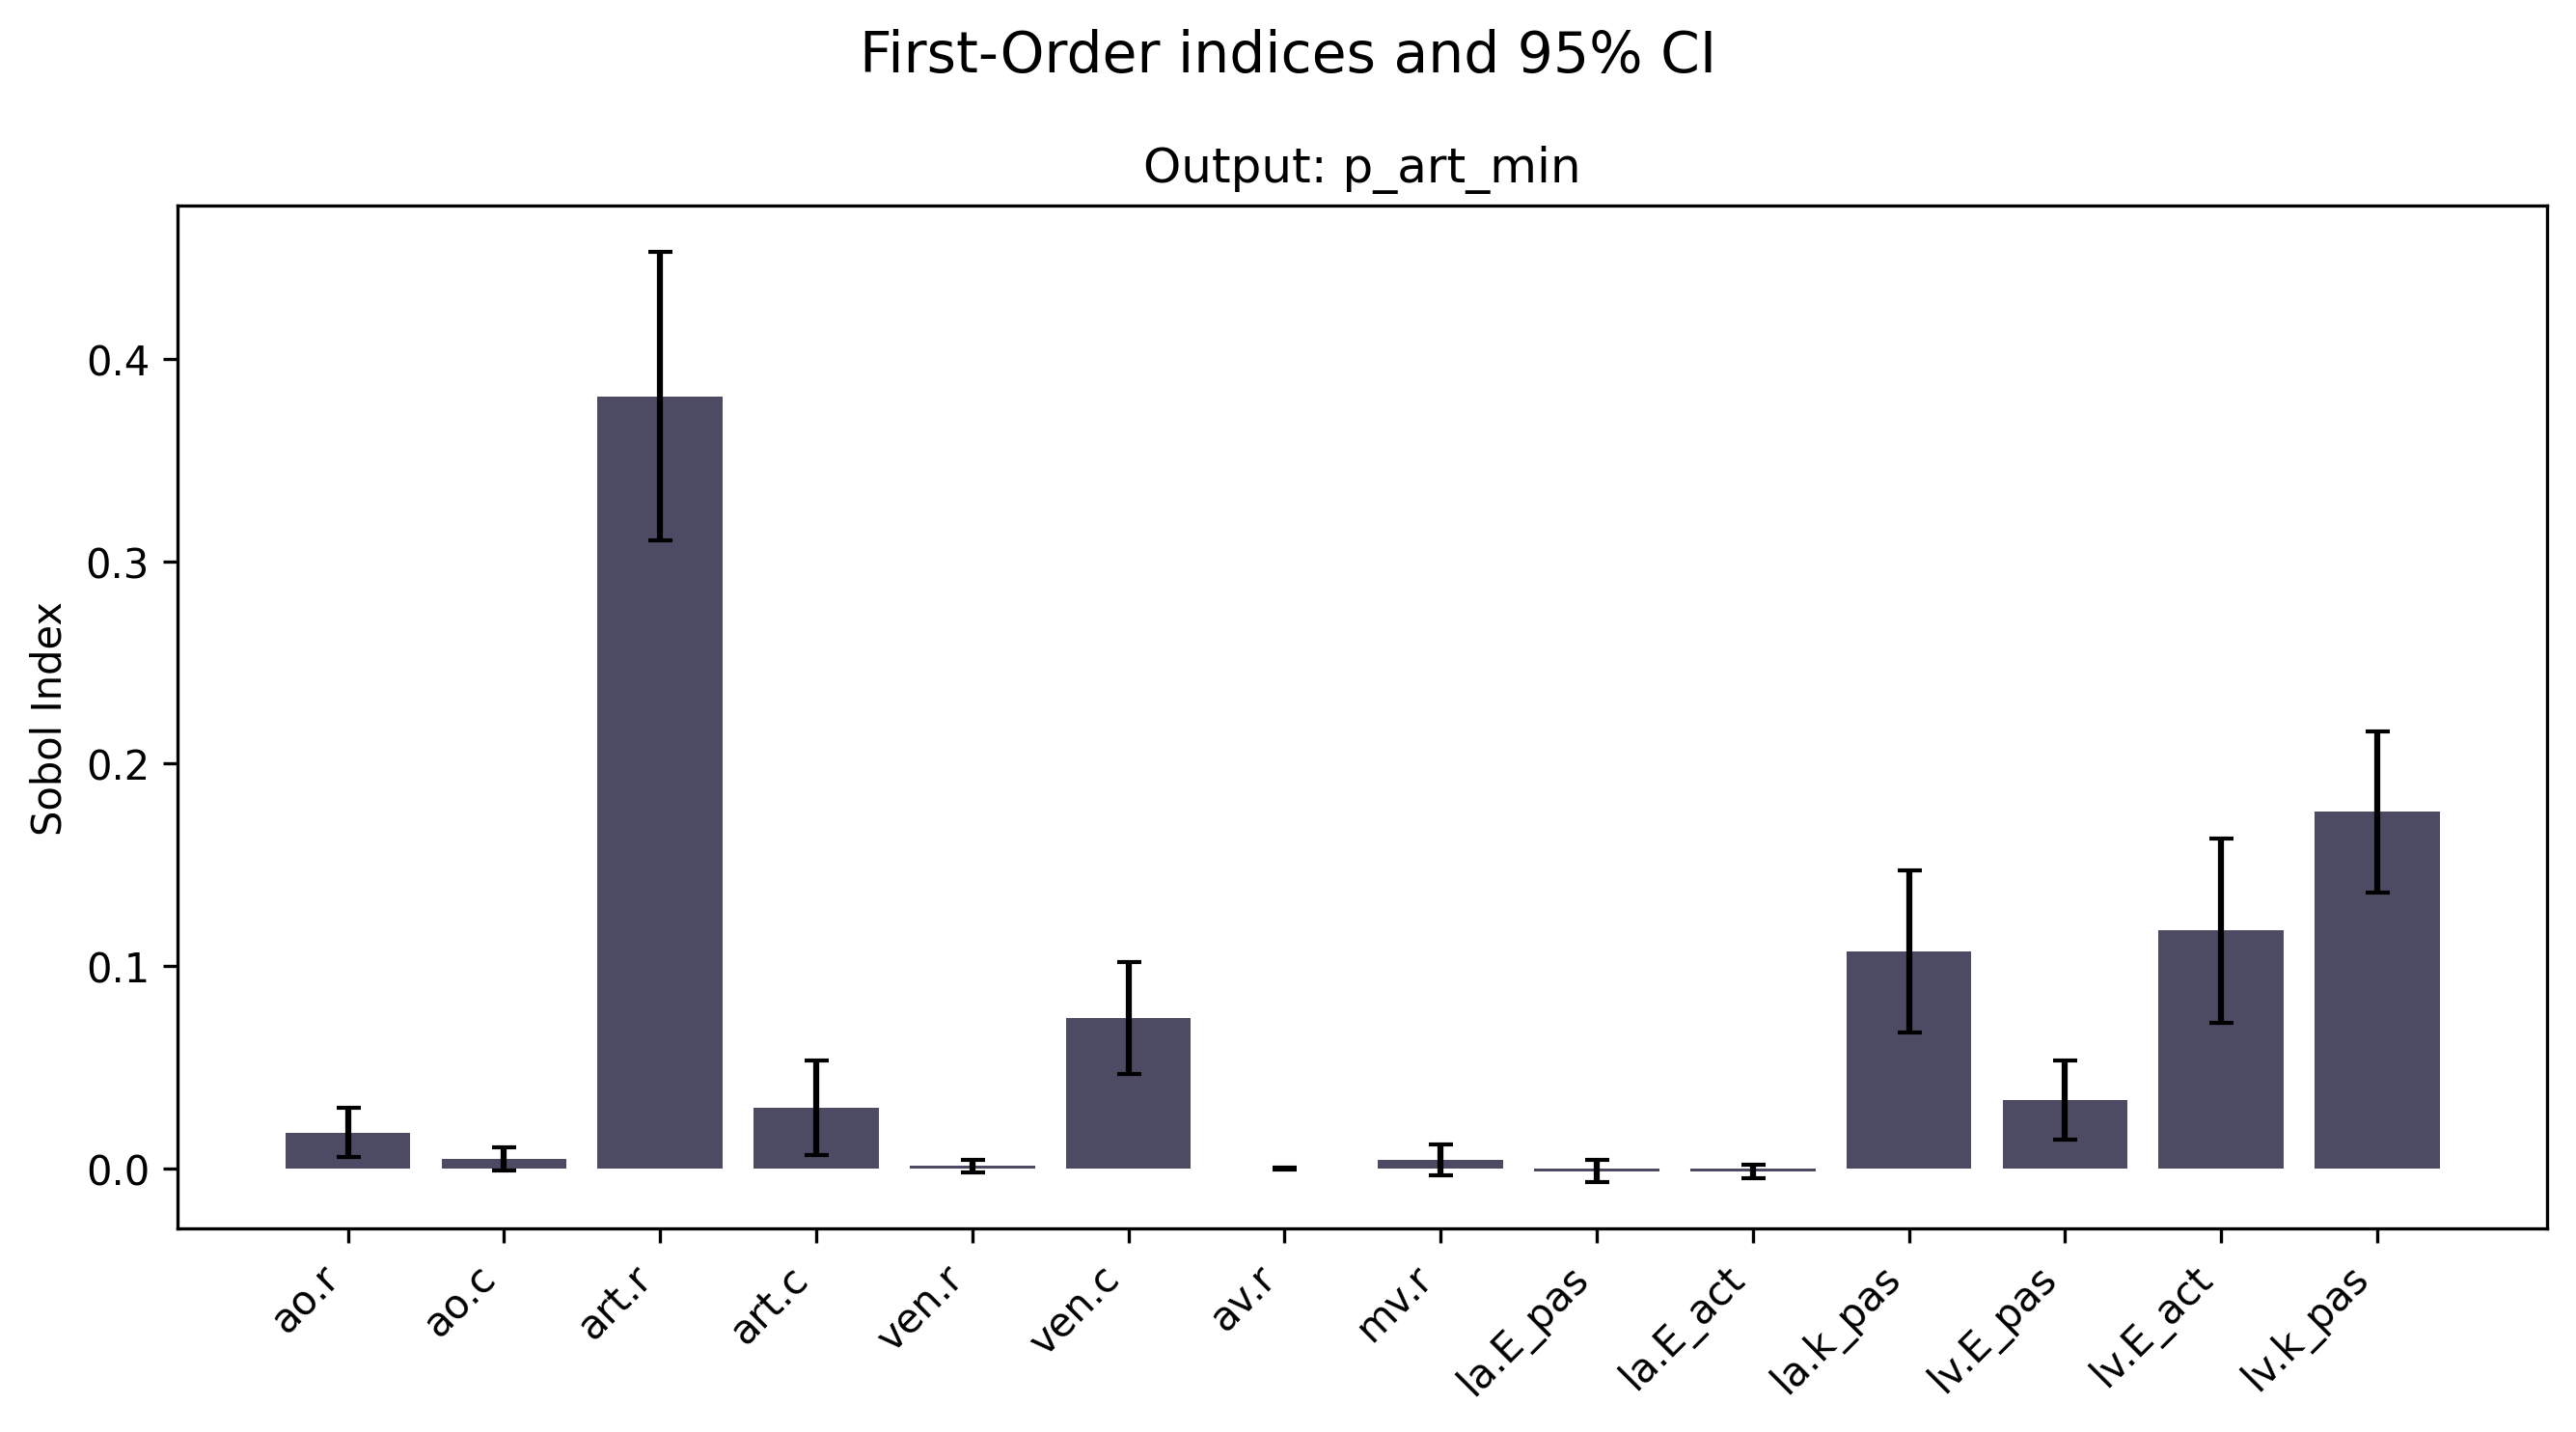 First-Order indices and 95% CI
Output: p_art_min
Sobol Index
0.4
0.3
0.2
0.1
0.0
ao.r
ao.c
art.r
art.c
ven.r
ven.c
av.r
mv.r
la.E_pas
la.E_act
la.k_pas
lv.E_pas
lv.E_act
lv.k_pas